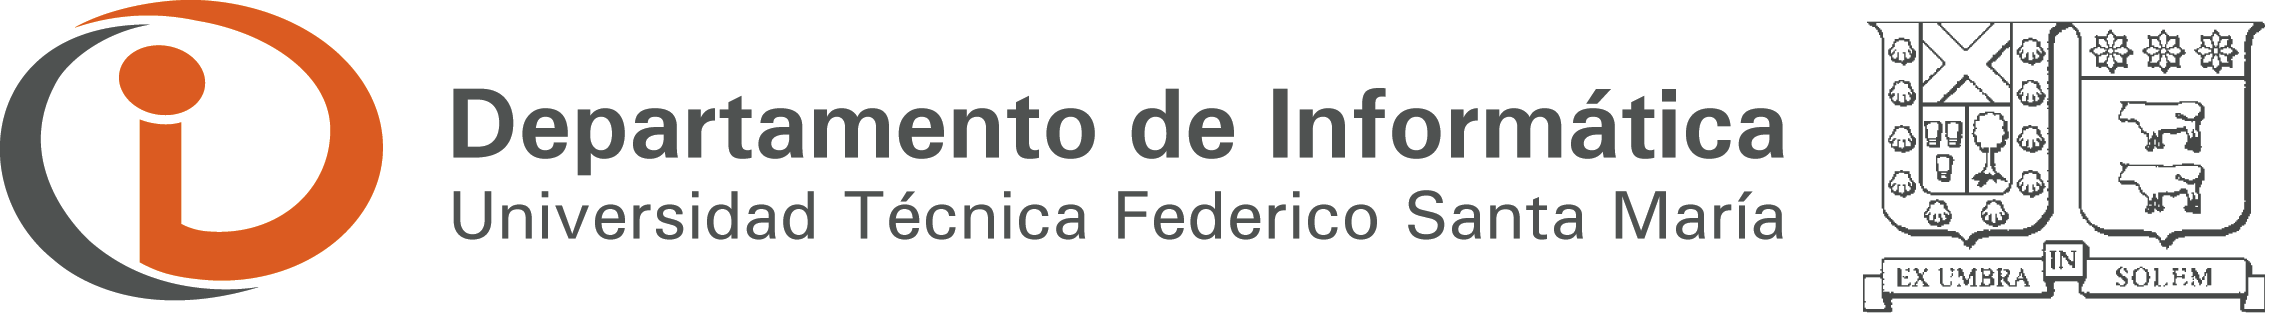 Departamento de Informática
Universidad Técnica Federico Santa María
EX UMBRA IN SOLEM